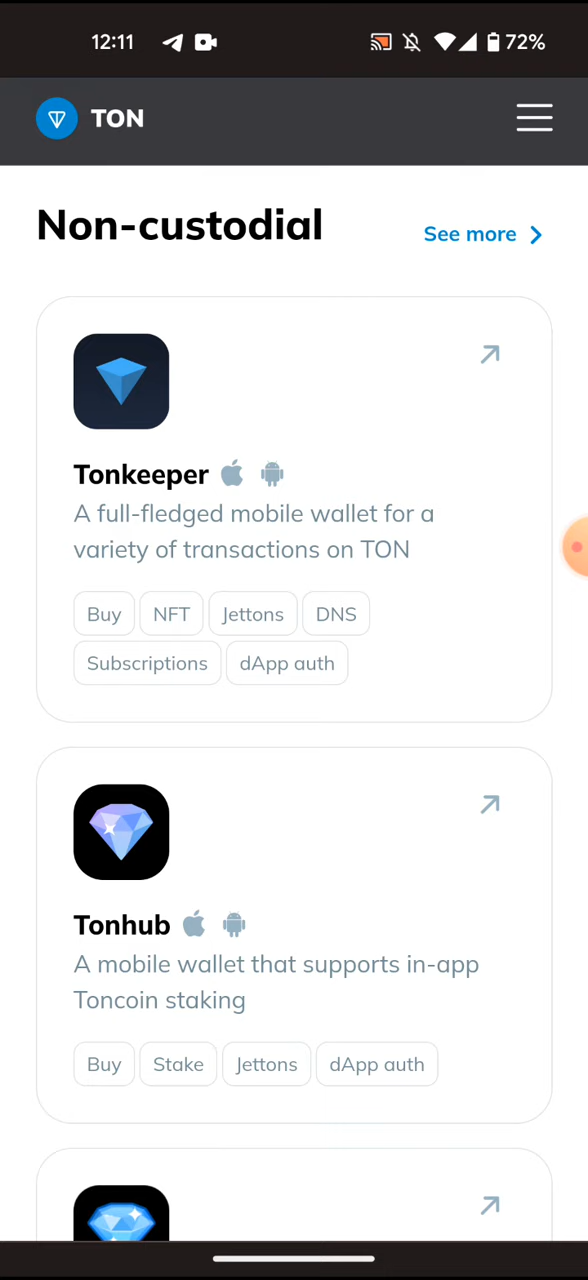 12:11
72%
TON
Non-custodial
See more
Tonkeeper
A full-fledged mobile wallet for a
variety of transactions on TON
Buy NFT Jettons DNS
Subscriptions dApp auth
Tonhub
A mobile wallet that supports in-app
Toncoin staking
Buy Stake Jettons dApp auth